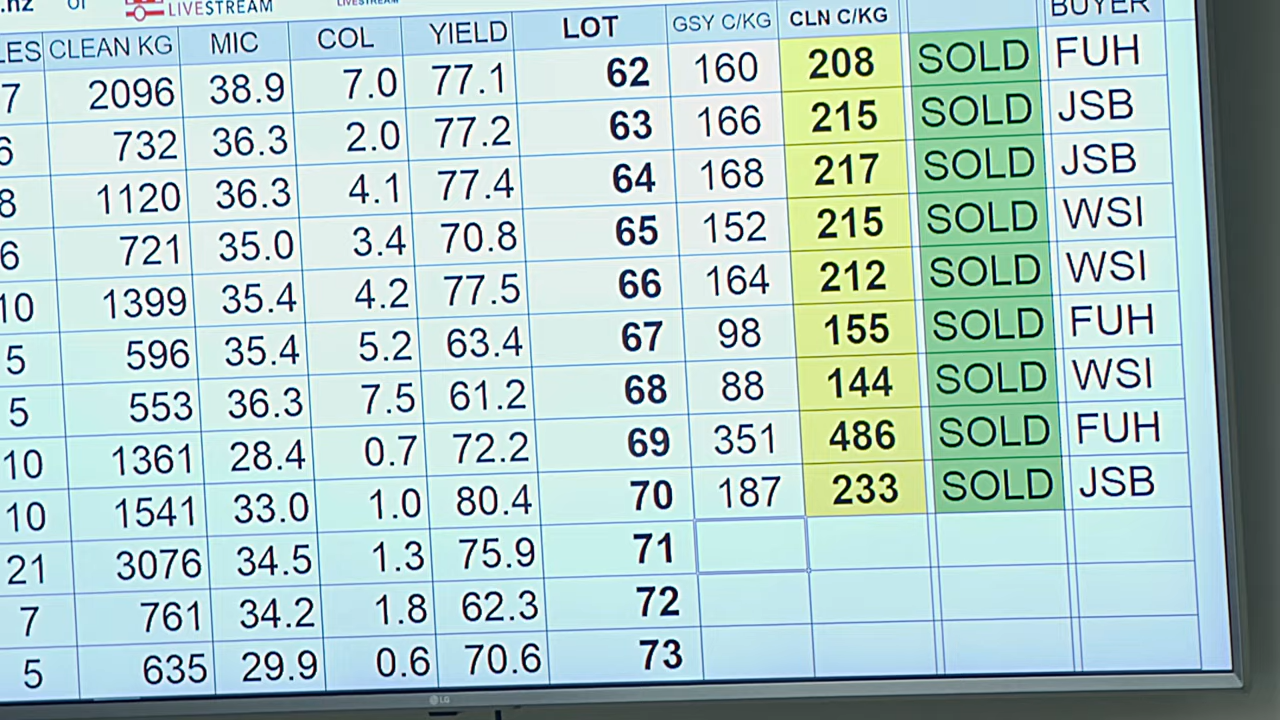 .nz or LIVESTREAM LIVESTREAM
LES CLEAN KG MIC COL YIELD LOT GSY C/KG CLN C/KG BUYER
7 2096 38.9 7.0 77.1 62 160 208 SOLD FUH
6 732 36.3 2.0 77.2 63 166 215 SOLD JSB
8 1120 36.3 4.1 77.4 64 168 217 SOLD JSB
6 721 35.0 3.4 70.8 65 152 215 SOLD WSI
10 1399 35.4 4.2 77.5 66 164 212 SOLD WSI
5 596 35.4 5.2 63.4 67 98 155 SOLD FUH
5 553 36.3 7.5 61.2 68 88 144 SOLD WSI
10 1361 28.4 0.7 72.2 69 351 486 SOLD FUH
10 1541 33.0 1.0 80.4 70 187 233 SOLD JSB
21 3076 34.5 1.3 75.9 71
7 761 34.2 1.8 62.3 72
5 635 29.9 0.6 70.6 73
LG